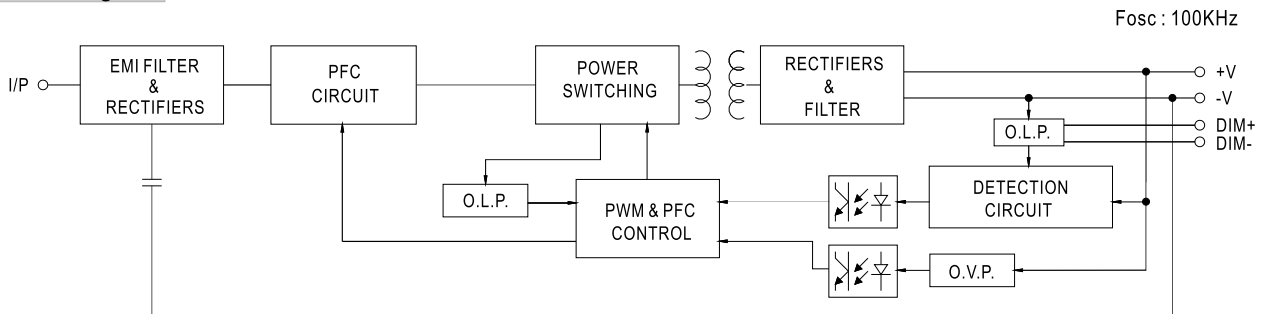 Fosc : 100KHz
I/P
EMI FILTER
&
RECTIFIERS
PFC
CIRCUIT
POWER
SWITCHING
RECTIFIERS
&
FILTER
+V
-V
DIM+
DIM-
O.L.P.
O.L.P.
PWM & PFC
CONTROL
DETECTION
CIRCUIT
O.V.P.